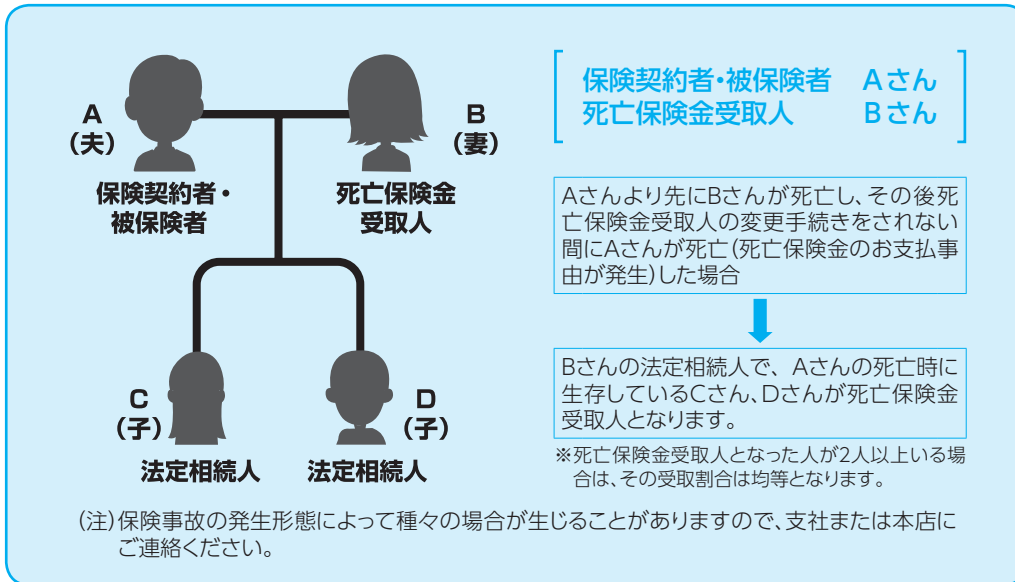 A
(夫)
B
(妻)
保険契約者・
被保険者
死亡保険金
受取人
C
(子)
D
(子)
法定相続人
法定相続人
保険契約者・被保険者 Aさん
死亡保険金受取人 Bさん
Aさんより先にBさんが死亡し、その後死
亡保険金受取人の変更手続きをされない
間にAさんが死亡(死亡保険金のお支払事
由が発生)した場合
Bさんの法定相続人で、Aさんの死亡時に
生存しているCさん、Dさんが死亡保険金
受取人となります。
※死亡保険金受取人となった人が2人以上いる場
合は、その受取割合は均等となります。
(注)保険事故の発生形態によって種々の場合が生じることがありますので、支社または本店に
ご連絡ください。